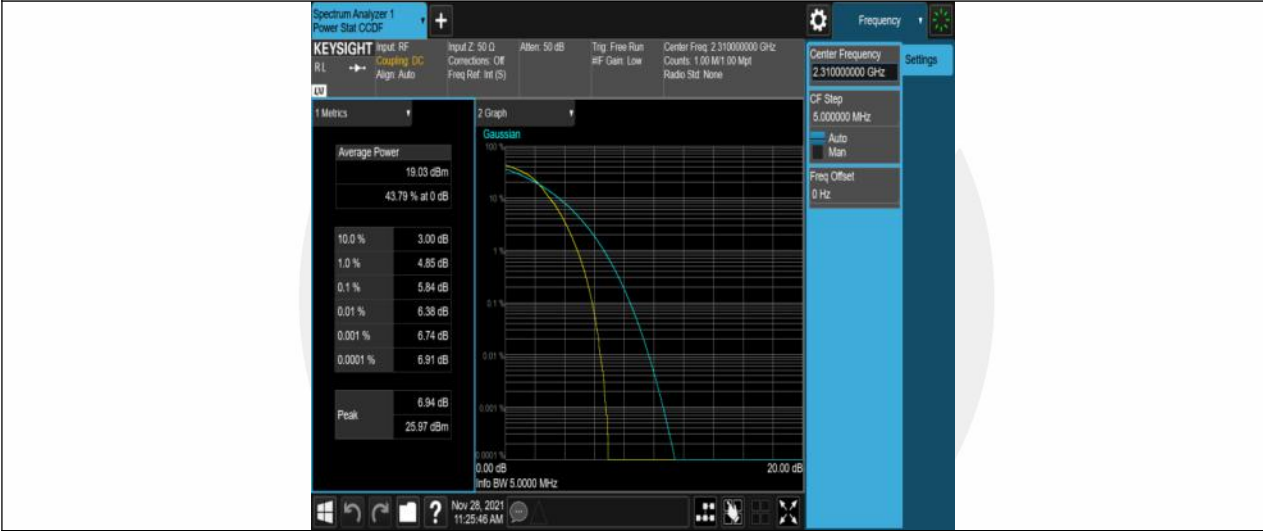 Spectrum Analyzer 1
Power Stat CCDF
+
Frequency
KEYSIGHT
RL
LV
Input: RF
Coupling: DC
Align: Auto
Input Z: 50 Ω
Corrections: Off
Freq Ref: Int (S)
Atten: 50 dB
Trig: Free Run
#IF Gain: Low
Center Freq: 2.310000000 GHz
Counts: 1.00 M/1.00 Mpt
Radio Std: None
Center Frequency
2.310000000 GHz
Settings
CF Step
5.000000 MHz
Auto
Man
Freq Offset
0 Hz
1 Metrics
Average Power
19.03 dBm
43.79 % at 0 dB
10.0 % 3.00 dB
1.0 % 4.85 dB
0.1 % 5.84 dB
0.01 % 6.38 dB
0.001 % 6.74 dB
0.0001 % 6.91 dB
Peak
6.94 dB
25.97 dBm
2 Graph
Gaussian
100 %
10 %
1 %
0.1 %
0.01 %
0.001 %
0.0001 %
0.00 dB 20.00 dB
Info BW 5.0000 MHz
?
Nov 28, 2021
11:25:46 AM